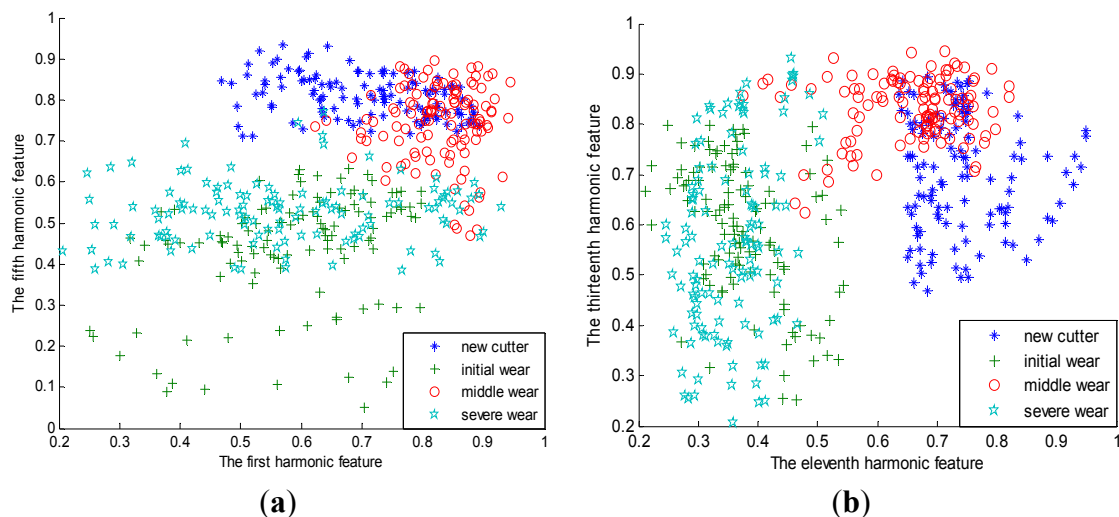 1
0.9
0.8
0.7
0.6
0.5
0.4
0.3
0.2
0.1
0
The fifth harmonic feature
0.2 0.3 0.4 0.5 0.6 0.7 0.8 0.9 1
The first harmonic feature
new cutter
initial wear
middle wear
severe wear
(a)
1
0.9
0.8
0.7
0.6
0.5
0.4
0.3
0.2
The thirteenth harmonic feature
0.2 0.3 0.4 0.5 0.6 0.7 0.8 0.9 1
The eleventh harmonic feature
new cutter
initial wear
middle wear
severe wear
(b)